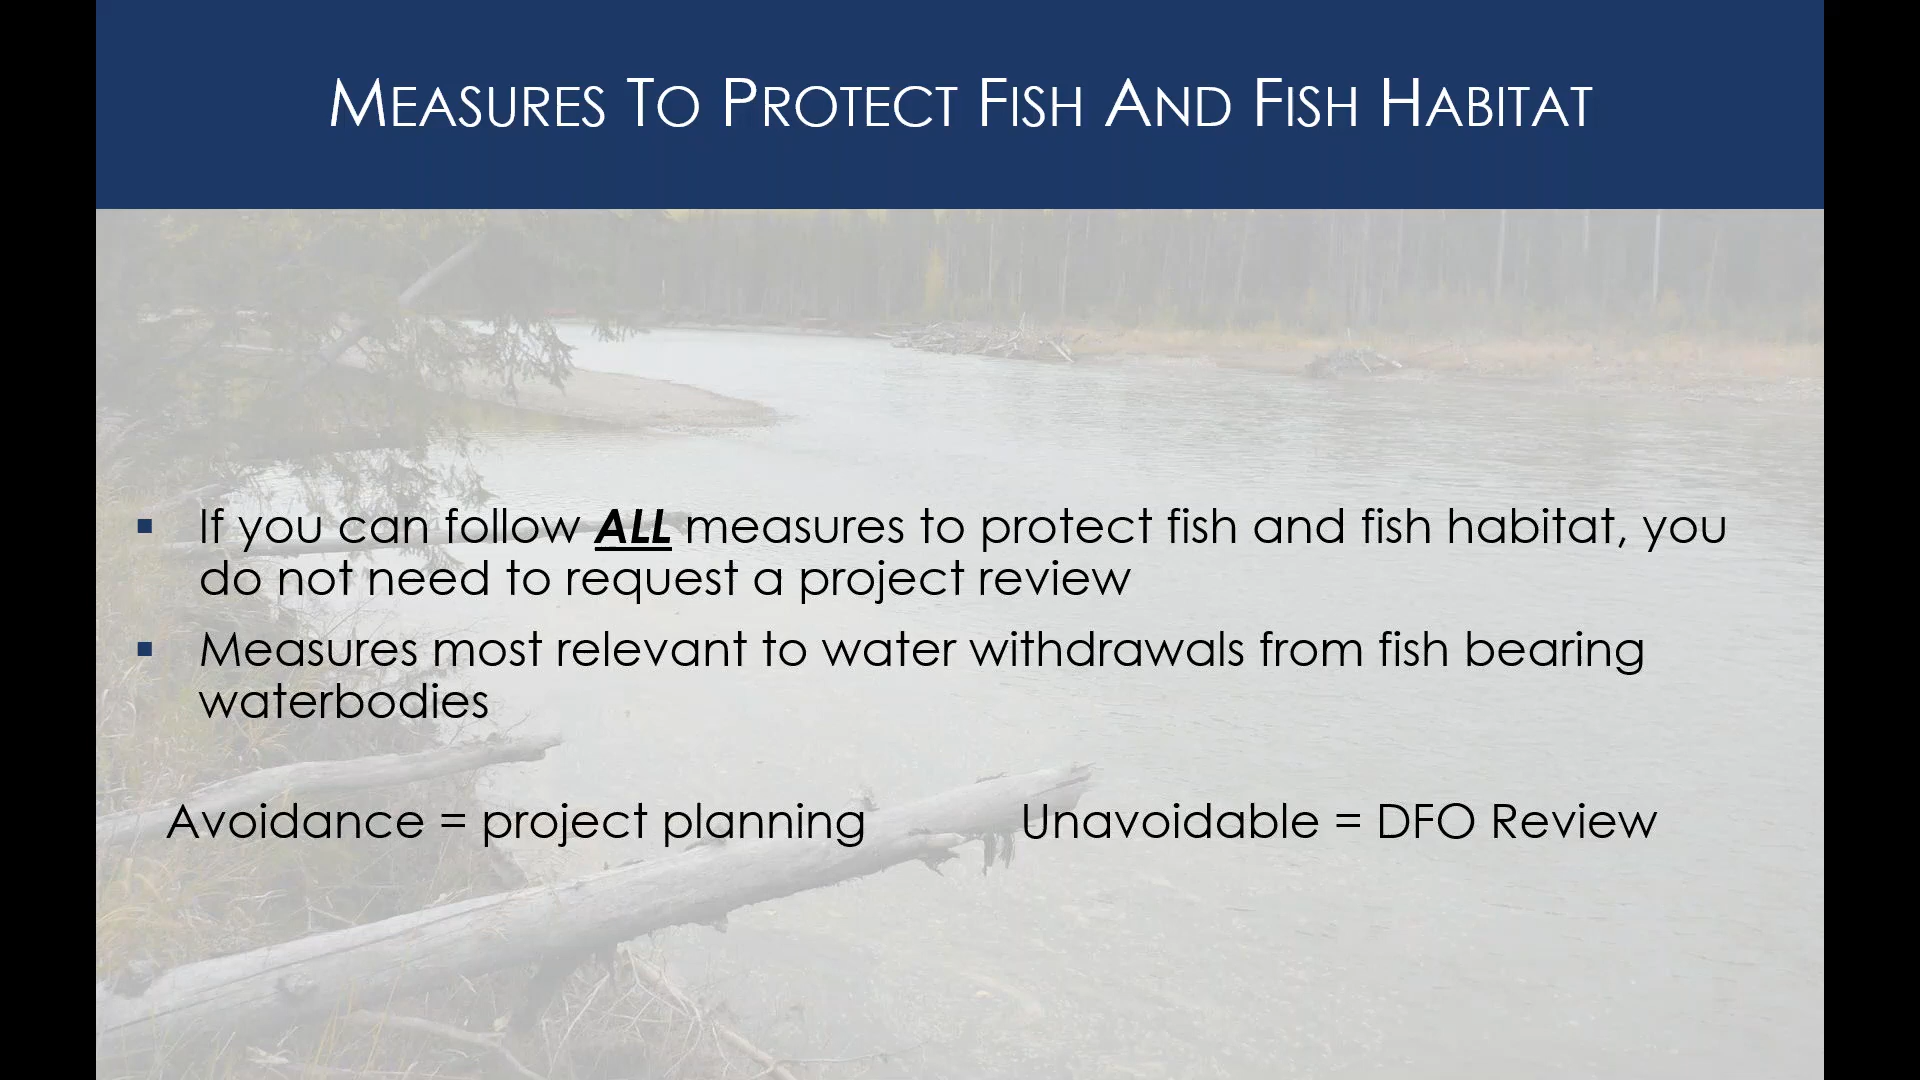 Measures To Protect Fish And Fish Habitat
▪ If you can follow ALL measures to protect fish and fish habitat, you
do not need to request a project review
▪ Measures most relevant to water withdrawals from fish bearing
waterbodies
Avoidance = project planning Unavoidable = DFO Review